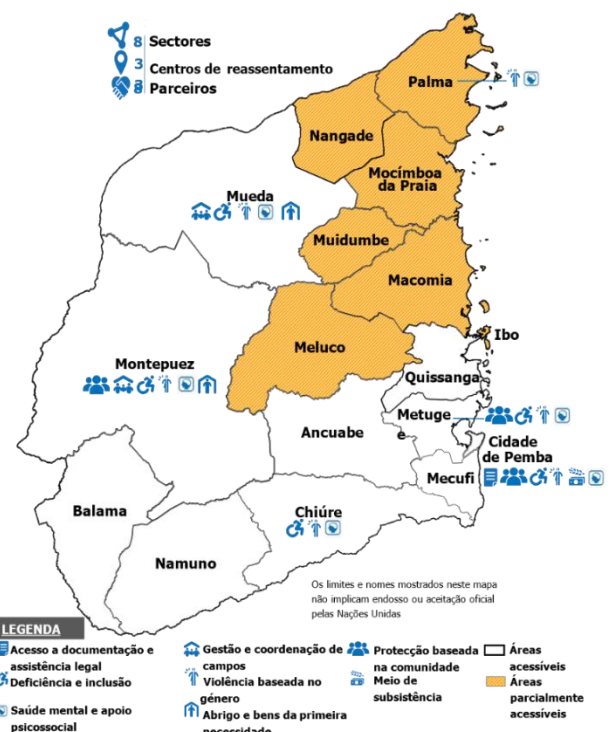 8 Sectores
3 Centros de reassentamento
8 Parceiros
Palma
Nangade
Mocímboa
da Praia
Mueda
Muidumbe
Macomia
Ibo
Meluco
Montepuez
Quissanga
Metuge
e
Ancuabe
Cidade
de Pemba
Mecufi
Balama
Chiúre
Namuno
Os limites e nomes mostrados neste mapa
não implicam endosso ou aceitação oficial
pelas Nações Unidas
LEGENDA
Acesso a documentação e
assistência legal
Deficiência e inclusão
Saúde mental e apoio
psicossocial
Gestão e coordenação de
campos
Violência baseada no
género
Abrigo e bens da primeira
necessidade
Protecção baseada
na comunidade
Meio de
subsistência
Áreas
acessíveis
Áreas
parcialmente
acessíveis